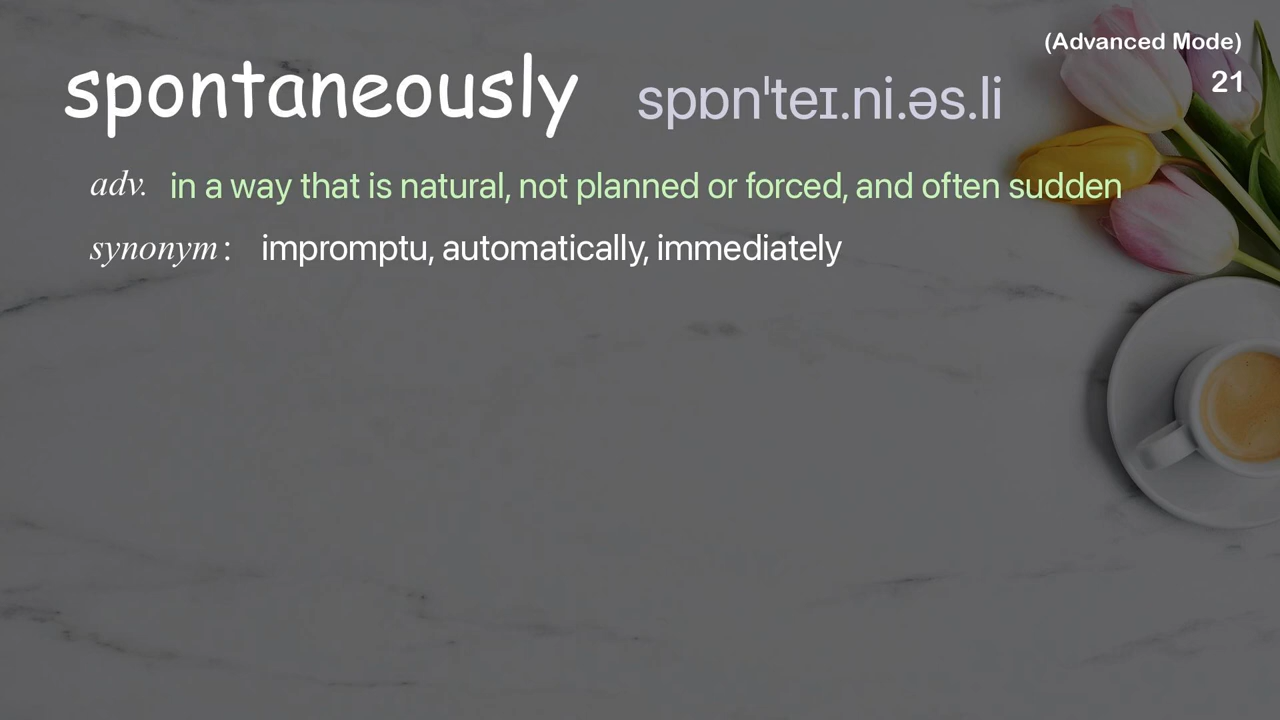 (Advanced Mode)
spontaneously spɒnˈteɪ.ni.əs.li 21
adv. in a way that is natural, not planned or forced, and often sudden
synonym: impromptu, automatically, immediately